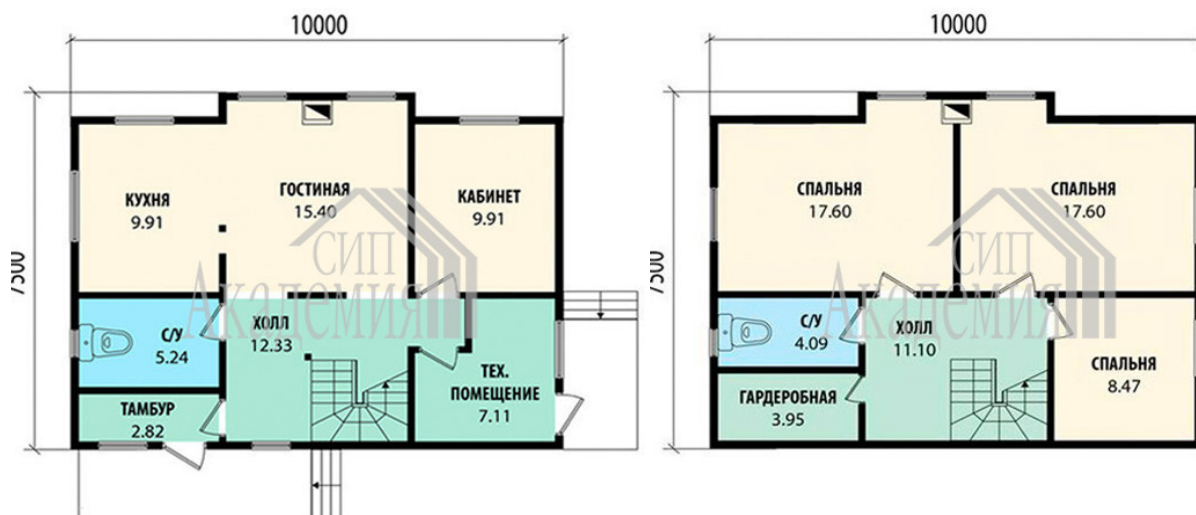 10000
7500
КУХНЯ
9.91
ГОСТИНАЯ
15.40
КАБИНЕТ
9.91
СИП
Академия
С/У
5.24
ХОЛЛ
12.33
ТАМБУР
2.82
ТЕХ.
ПОМЕЩЕНИЕ
7.11
10000
7500
СПАЛЬНЯ
17.60
СПАЛЬНЯ
17.60
СИП
Академия
С/У
4.09
ХОЛЛ
11.10
СПАЛЬНЯ
8.47
ГАРДЕРОБНАЯ
3.95